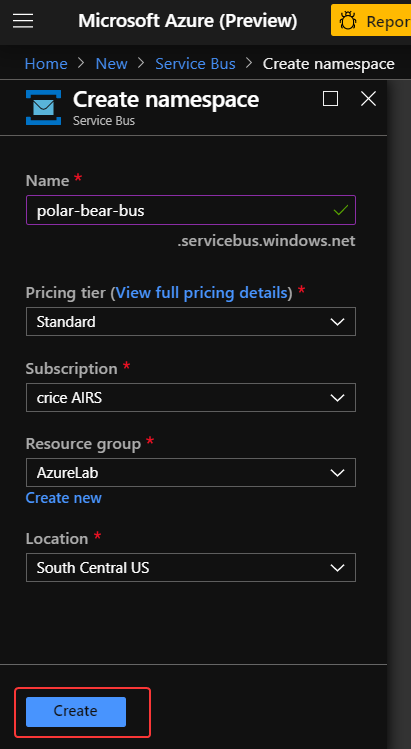 Microsoft Azure (Preview)
Repor
Home > New > Service Bus > Create namespace
Create namespace
Service Bus
Name *
polar-bear-bus
.servicebus.windows.net
Pricing tier (View full pricing details) *
Standard
Subscription *
crice AIRS
Resource group *
AzureLab
Create new
Location *
South Central US
Create